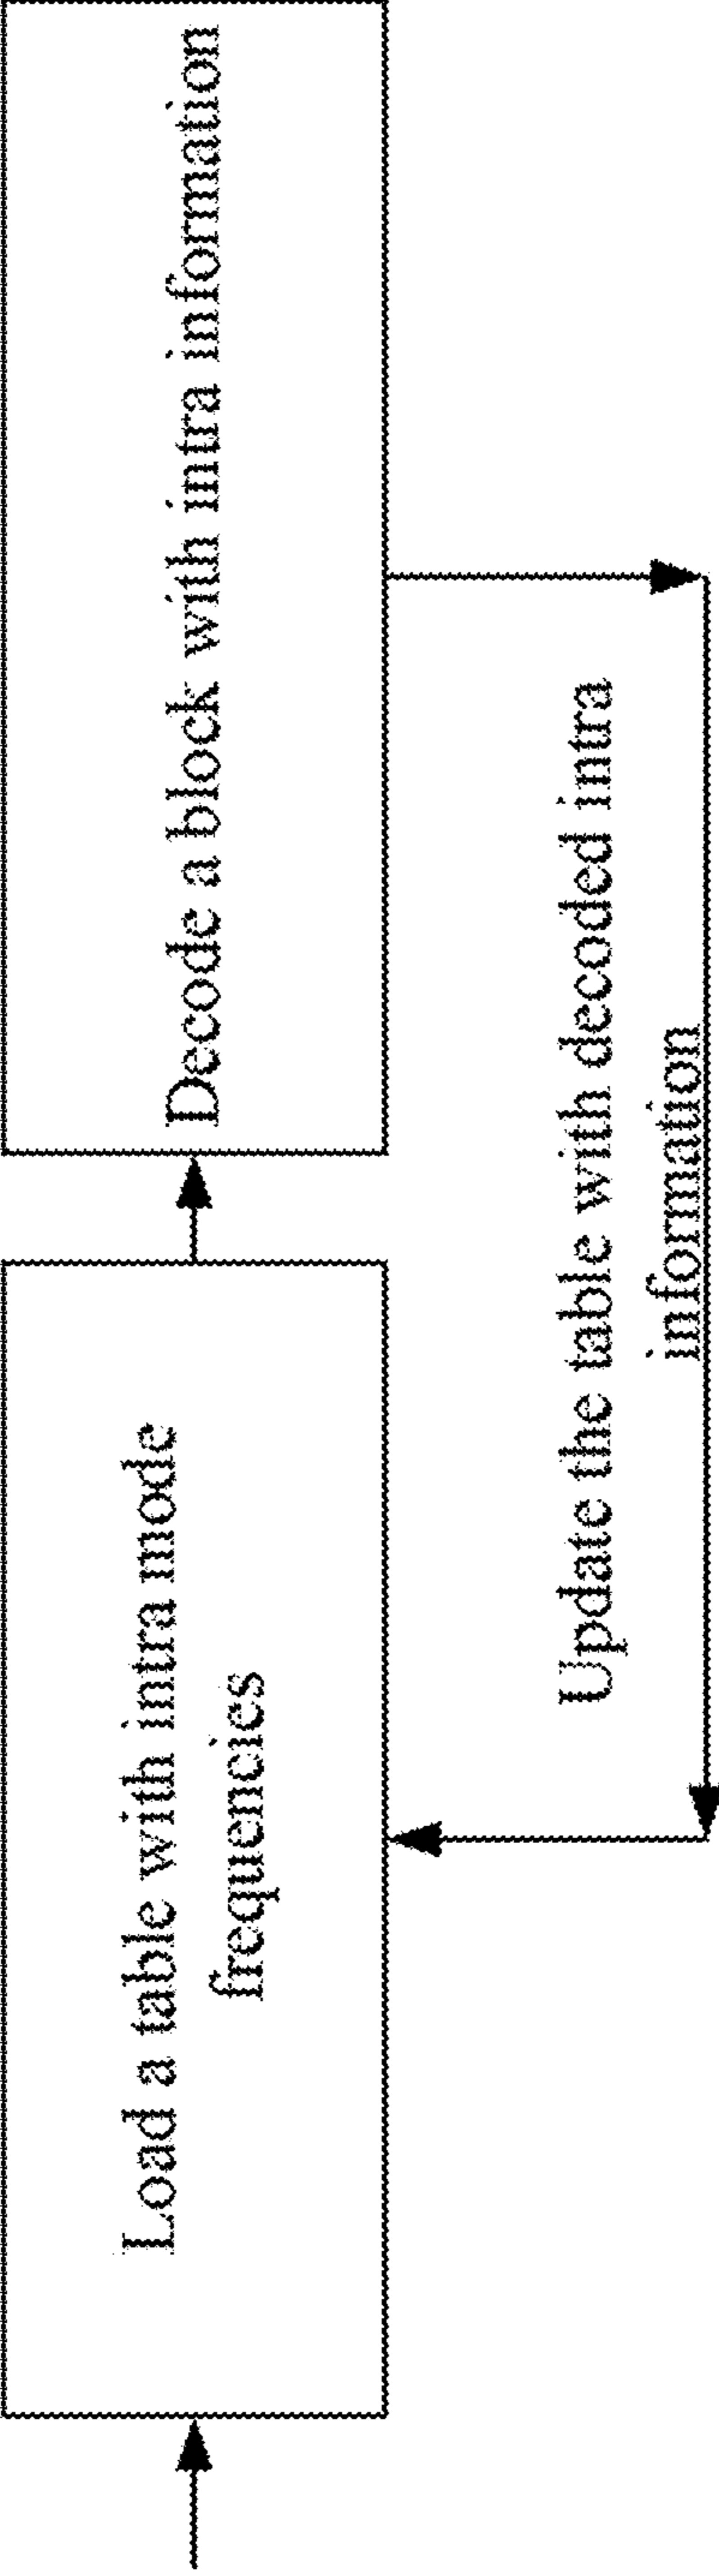 Load a table with intra mode
frequencies
Decode a block with intra information
Update the table with decoded intra
information